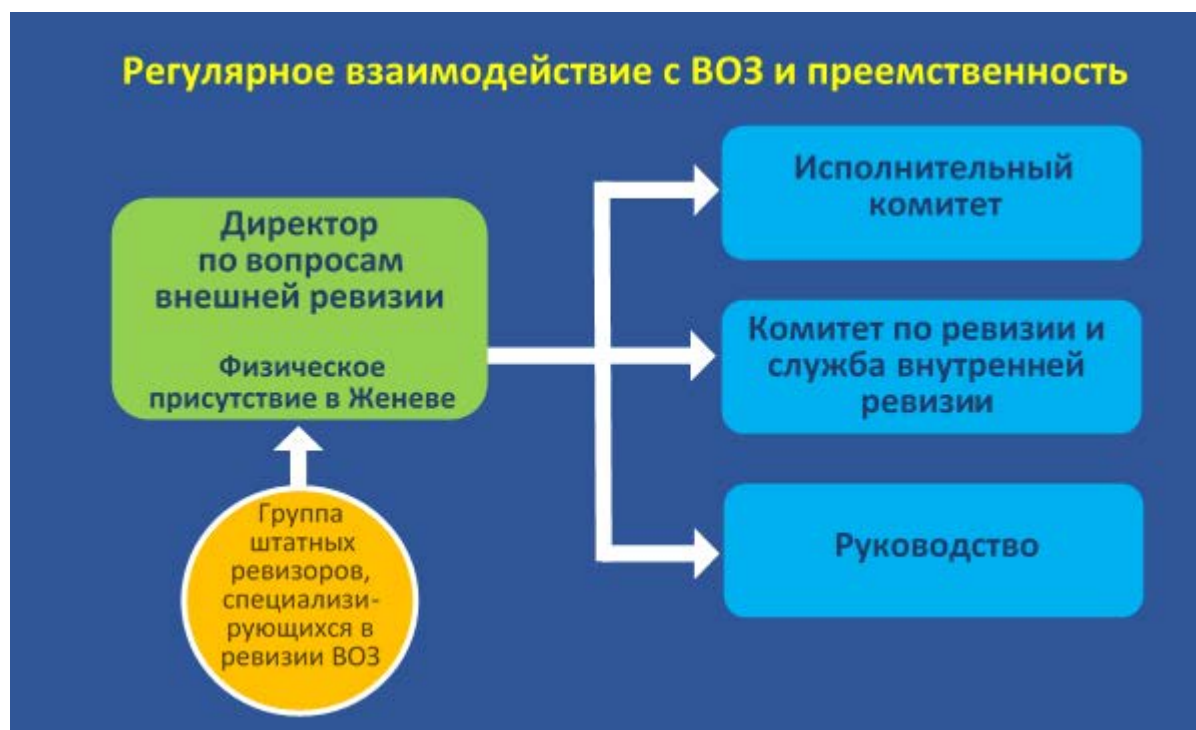 Регулярное взаимодействие с ВОЗ и преемственность
Директор
по вопросам
внешней ревизии
Физическое
присутствие в Женеве
Группа
штатных
ревизоров,
специализи-
рующихся в
ревизии ВОЗ
Исполнительный
комитет
Комитет по ревизии и
служба внутренней
ревизии
Руководство